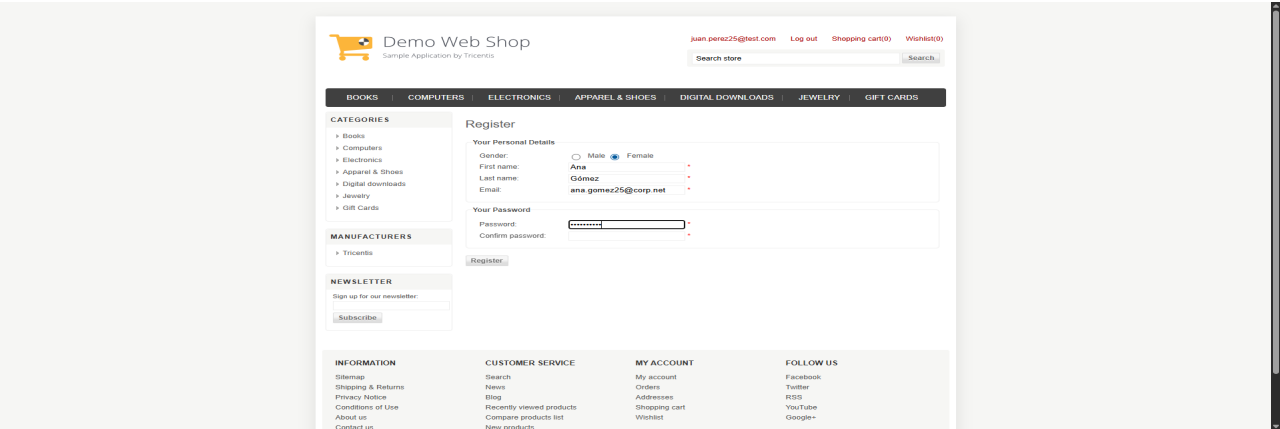 Demo Web Shop
Sample Application by Tricentis
juan.perez25@test.com Log out Shopping cart(0) Wishlist(0)
Search store Search
BOOKS | COMPUTERS | ELECTRONICS | APPAREL & SHOES | DIGITAL DOWNLOADS | JEWELRY | GIFT CARDS
CATEGORIES
Books
Computers
Electronics
Apparel & Shoes
Digital downloads
Jewelry
Gift Cards
MANUFACTURERS
Tricentis
NEWSLETTER
Sign up for our newsletter:
Subscribe
Register
Your Personal Details
Gender: Male Female
First name: Ana *
Last name: Gómez *
Email: ana.gomez25@corp.net *
Your Password
Password: •••••••••• *
Confirm password: *
Register
INFORMATION
Sitemap
Shipping & Returns
Privacy Notice
Conditions of Use
About us
Contact us
CUSTOMER SERVICE
Search
News
Blog
Recently viewed products
Compare products list
New products
MY ACCOUNT
My account
Orders
Addresses
Shopping cart
Wishlist
FOLLOW US
Facebook
Twitter
RSS
YouTube
Google+